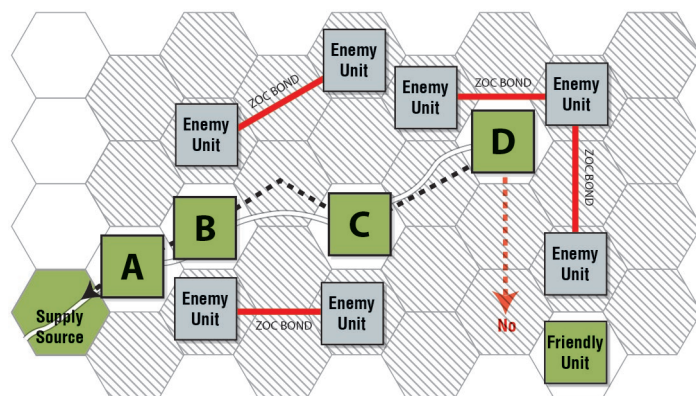 Enemy
Unit
ZOC BOND
Enemy
Unit
Enemy
Unit
ZOC BOND
Enemy
Unit
ZOC BOND
D
B
C
A
Enemy
Unit
Supply
Source
Enemy
Unit
ZOC BOND
Enemy
Unit
No
Friendly
Unit